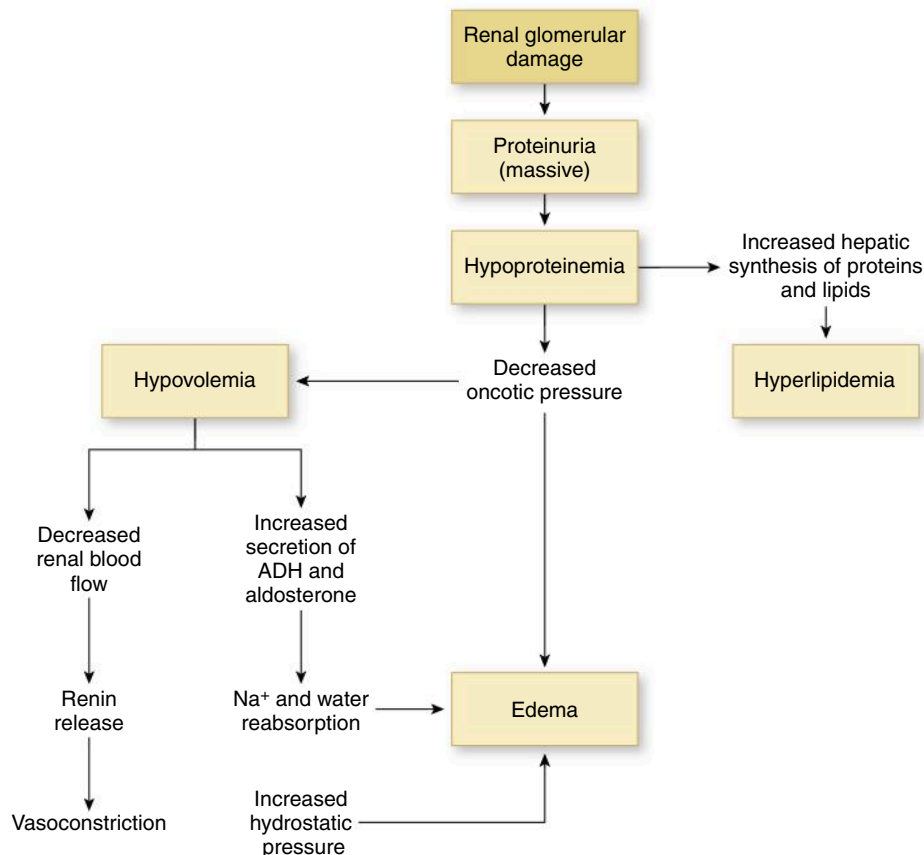 Renal glomerular
damage
Proteinuria
(massive)
Hypoproteinemia
Increased hepatic
synthesis of proteins
and lipids
Hyperlipidemia
Decreased
oncotic pressure
Hypovolemia
Decreased
renal blood
flow
Increased
secretion of
ADH and
aldosterone
Renin
release
Na⁺ and water
reabsorption
Edema
Vasoconstriction
Increased
hydrostatic
pressure